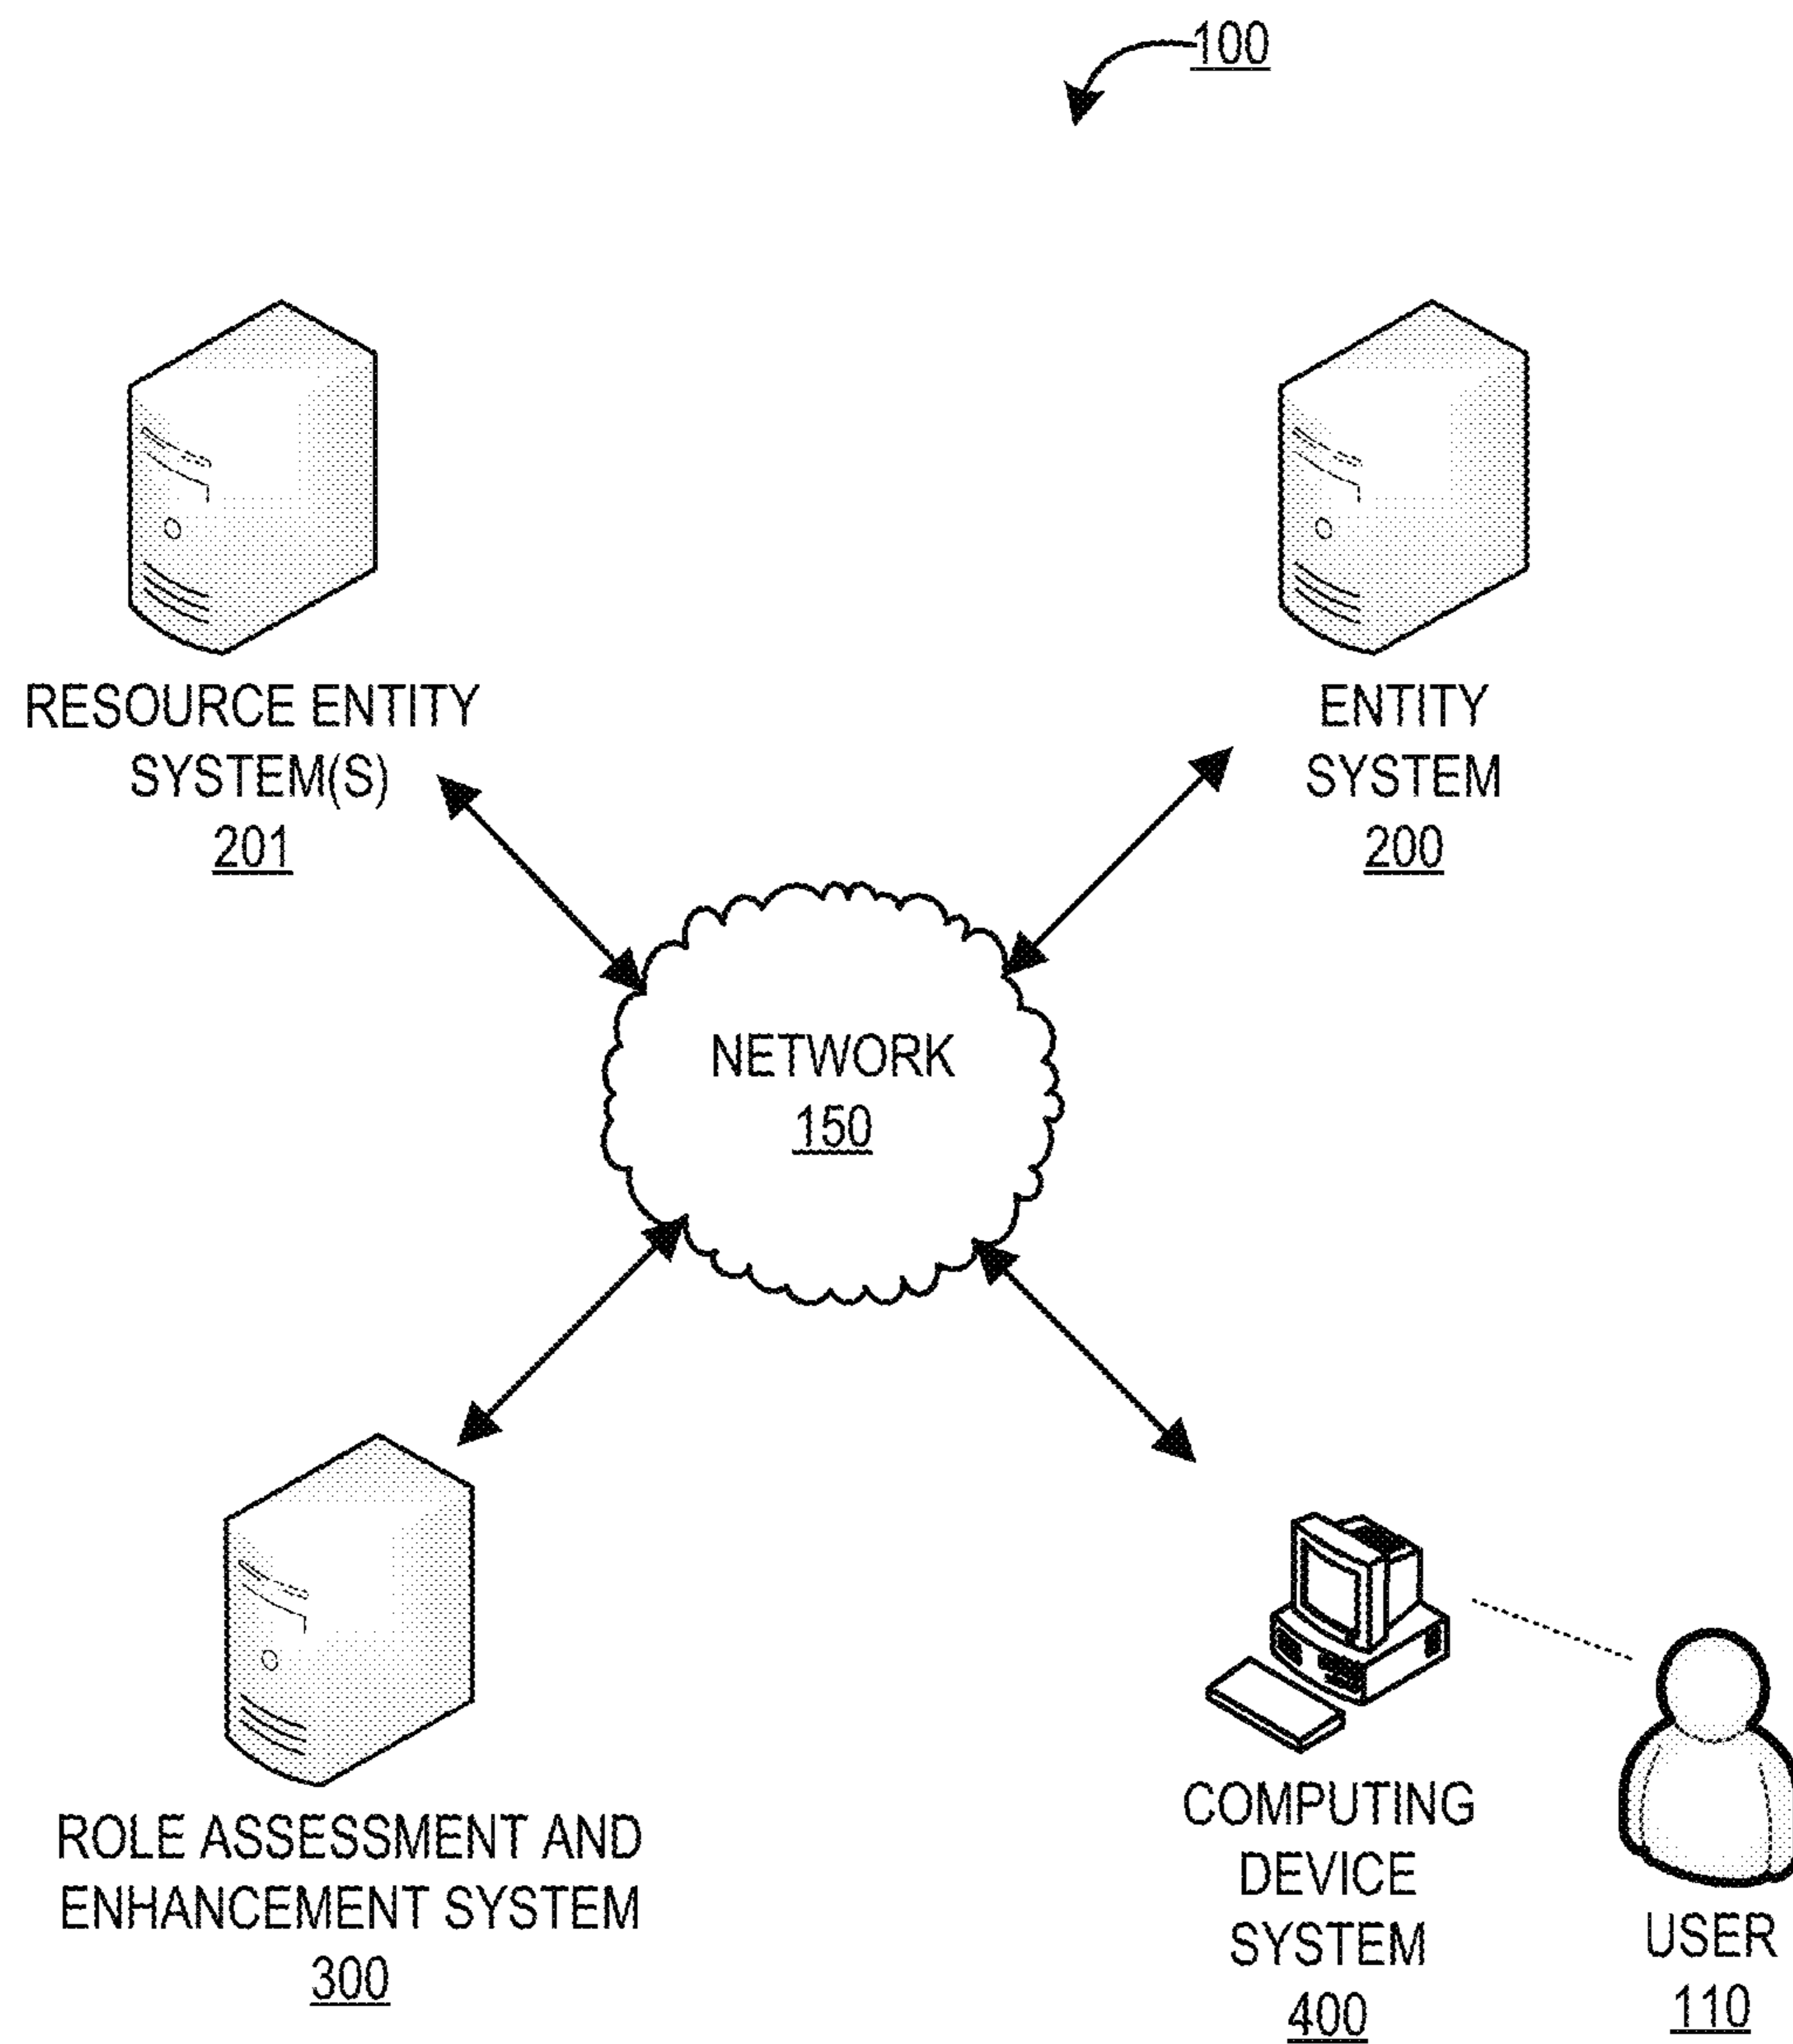 100
RESOURCE ENTITY
SYSTEM(S)
201
ENTITY
SYSTEM
200
NETWORK
150
ROLE ASSESSMENT AND
ENHANCEMENT SYSTEM
300
COMPUTING
DEVICE
SYSTEM
400
USER
110